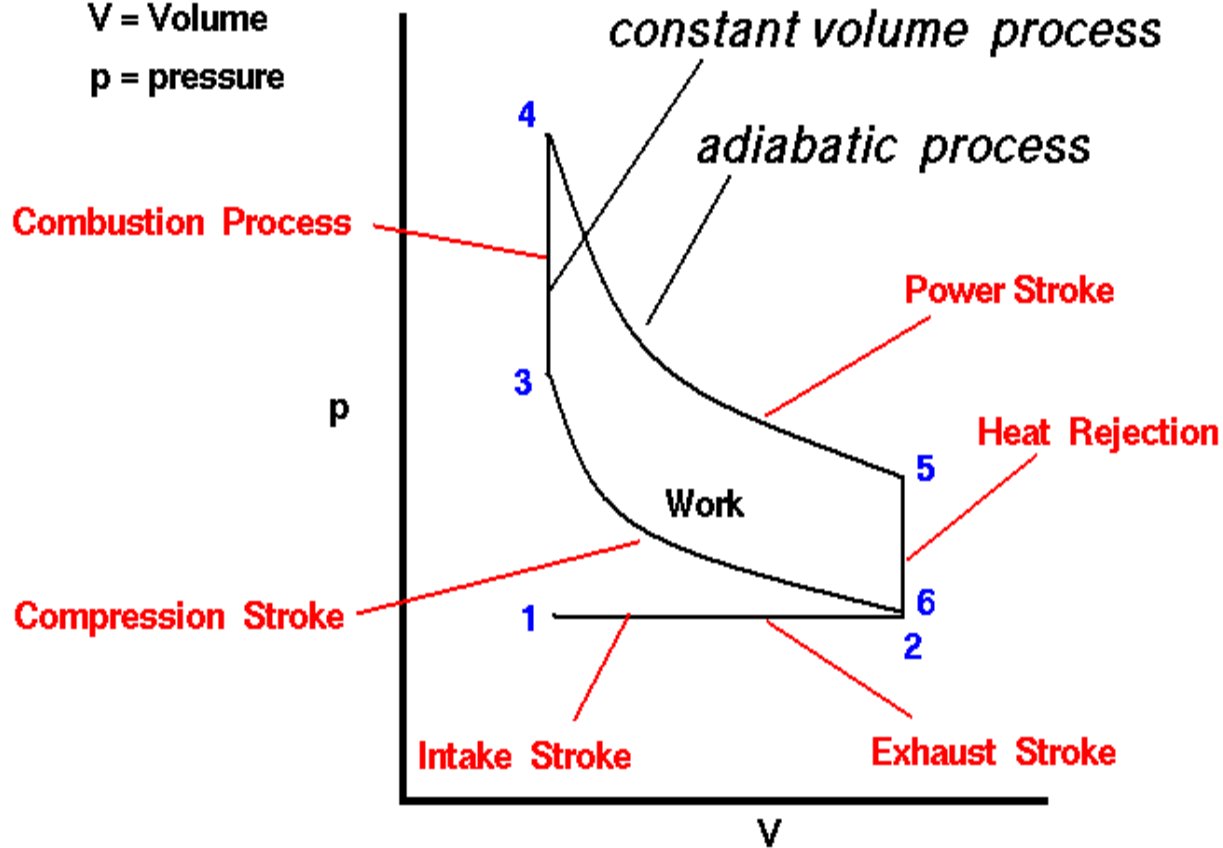 V = Volume
p = pressure
constant volume process
adiabatic process
4
Combustion Process
Power Stroke
3
p
Heat Rejection
5
Work
Compression Stroke
1
6
2
Intake Stroke
Exhaust Stroke
V